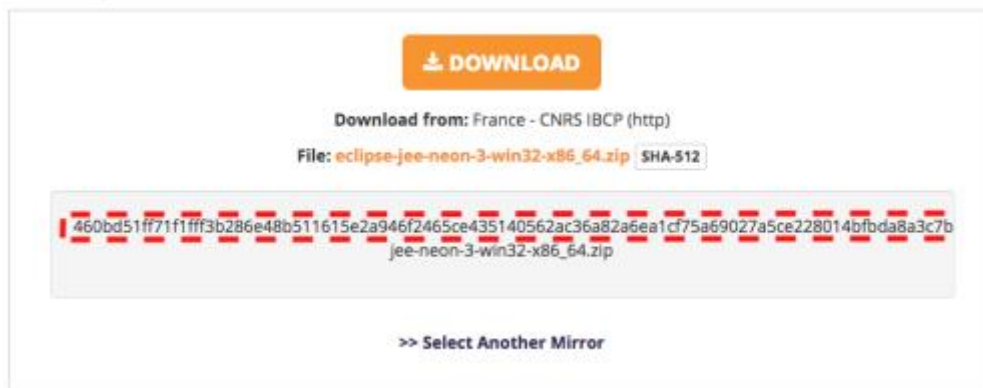 DOWNLOAD
Download from: France - CNRS IBCP (http)
File: eclipse-jee-neon-3-win32-x86_64.zip SHA-512
460bd51ff71f1fff3b286e48b511615e2a946f2465ce435140562ac36a82a6ea1cf75a69027a5ce228014bfbda8a3c7b
jee-neon-3-win32-x86_64.zip
>> Select Another Mirror